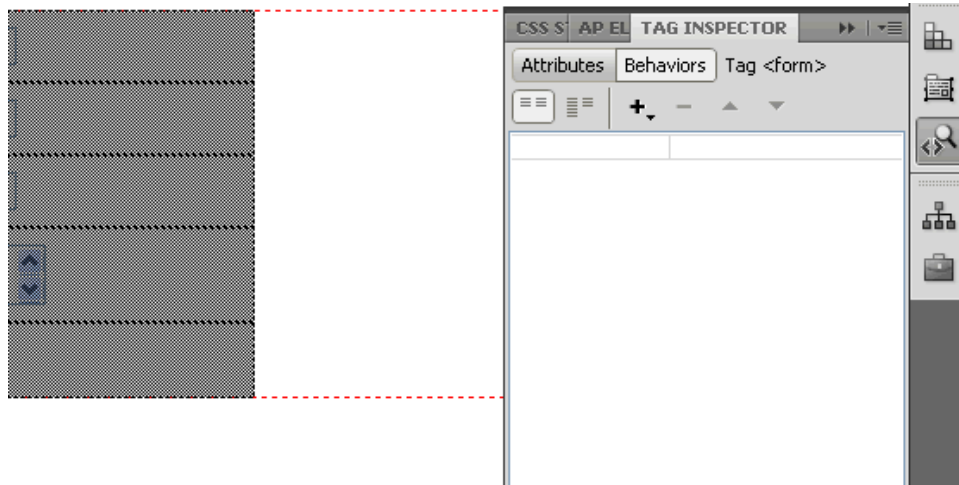 CSS S AP EL TAG INSPECTOR
Attributes Behaviors Tag <form>